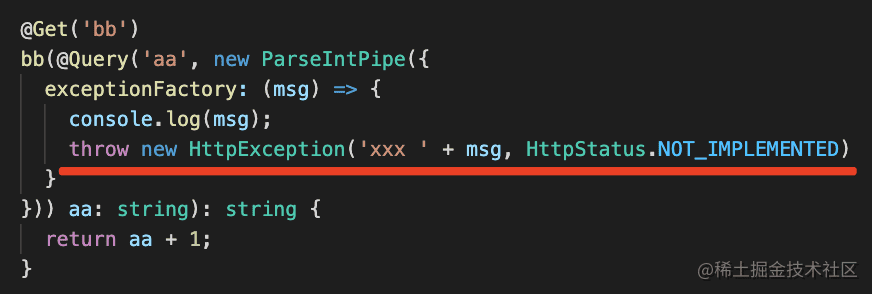 @Get('bb')
bb(@Query('aa', new ParseIntPipe({
  exceptionFactory: (msg) => {
    console.log(msg);
    throw new HttpException('xxx ' + msg, HttpStatus.NOT_IMPLEMENTED)
  }
})) aa: string): string {
  return aa + 1;
}
@稀土掘金技术社区